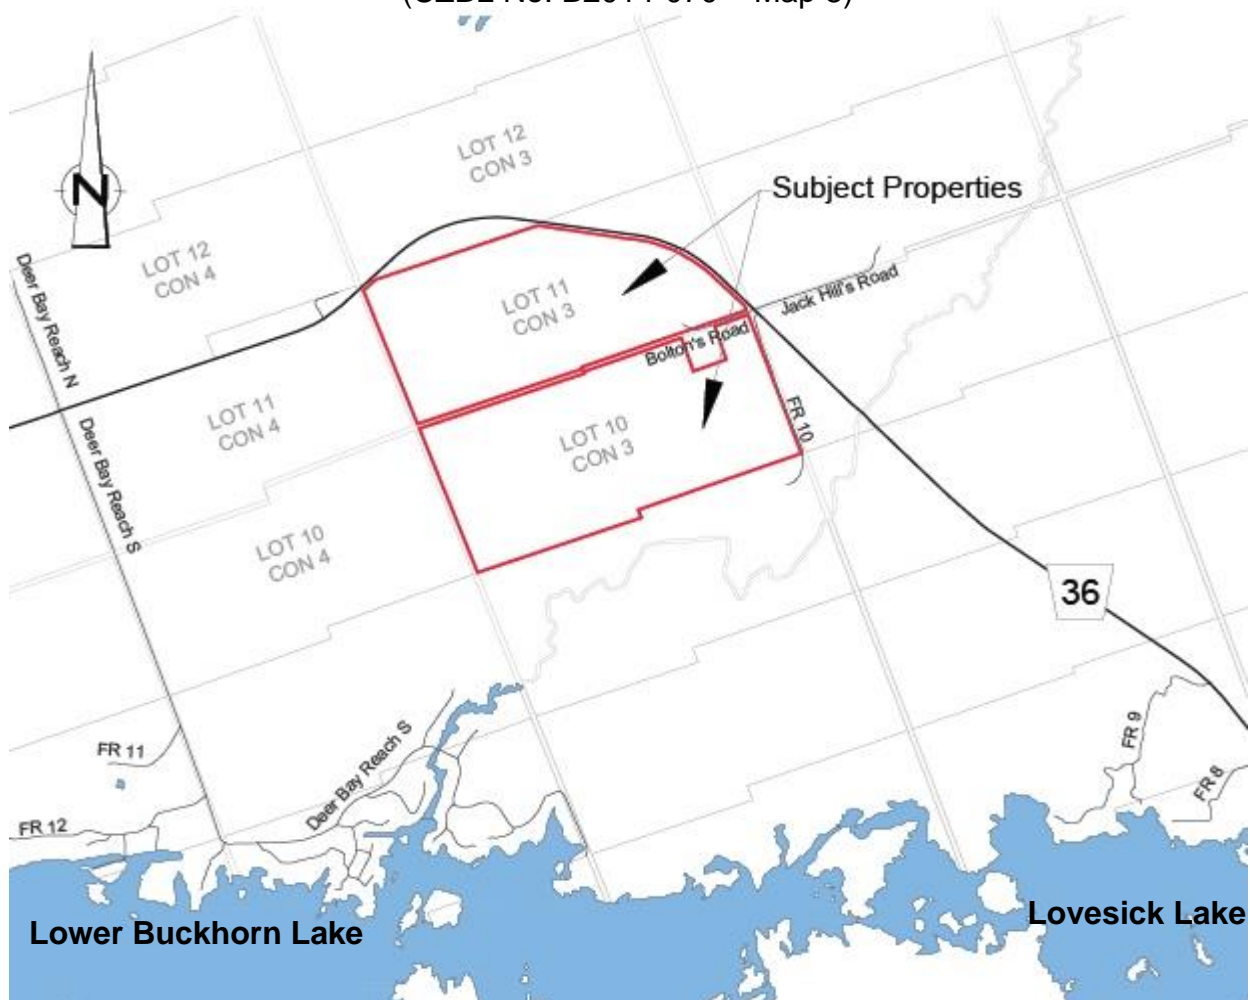 Subject Properties
LOT 12
CON 3
N
LOT 12
CON 4
Deer Bay Reach N
LOT 11
CON 3
Jack Hill's Road
Bolton's Road
LOT 11
CON 4
Deer Bay Reach S
LOT 10
CON 3
FR 10
LOT 10
CON 4
36
FR 11
Deer Bay Reach S
FR 9
FR 8
FR 12
Lower Buckhorn Lake
Lovesick Lake